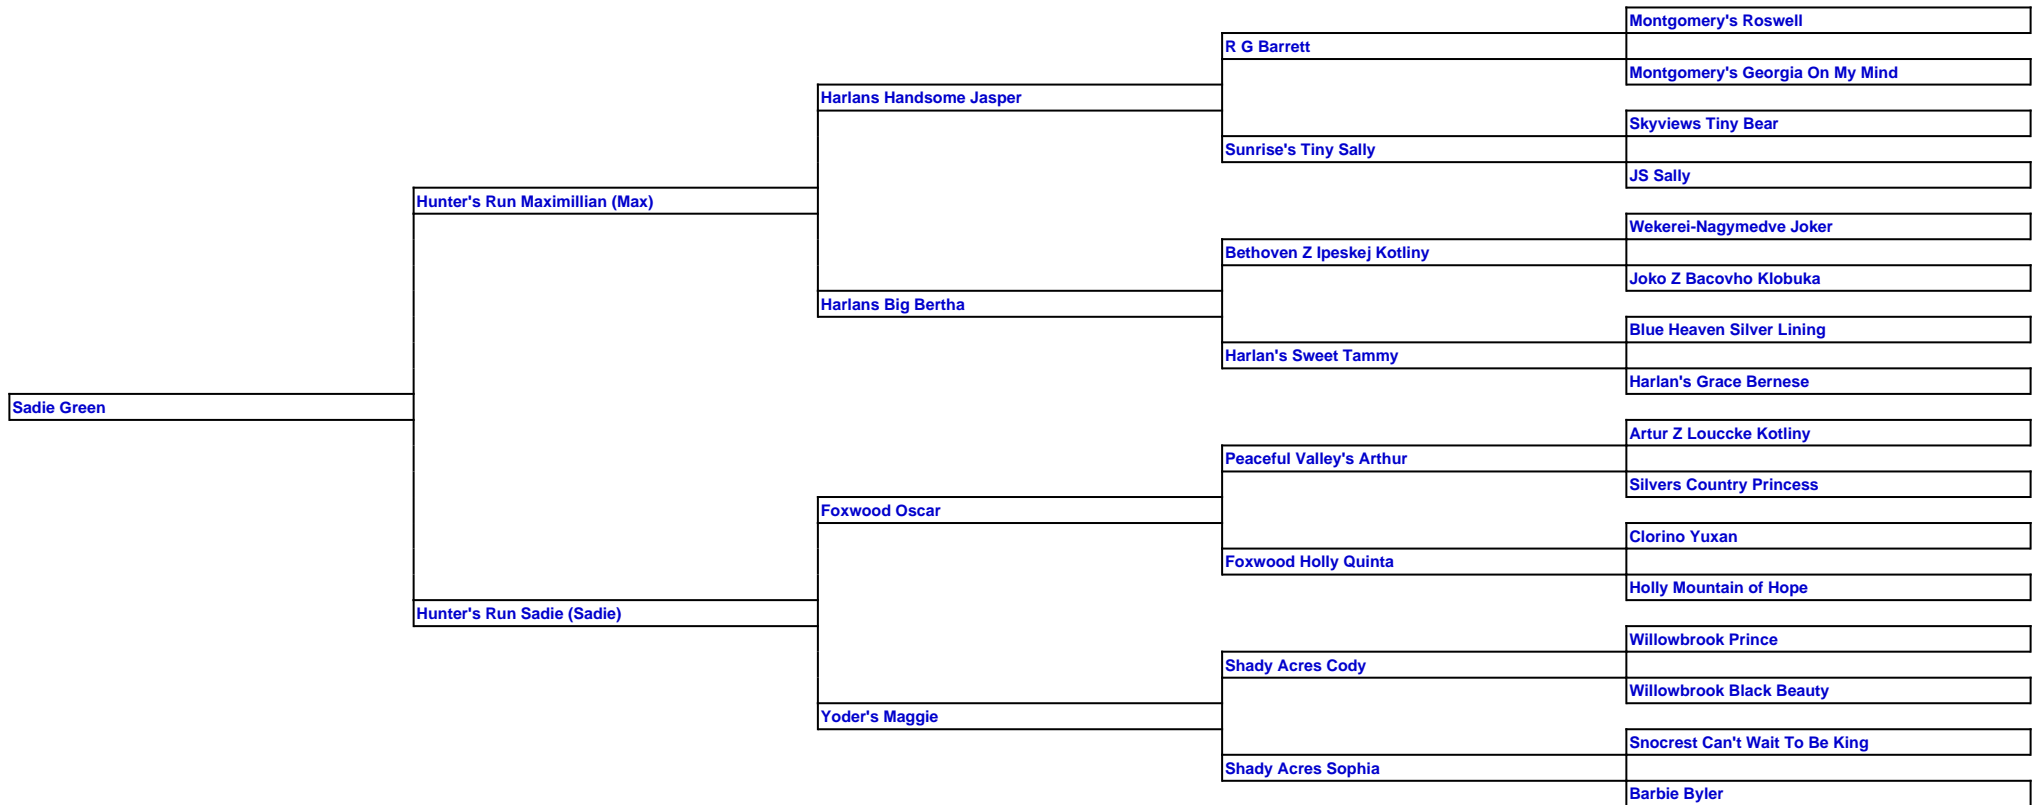 Montgomery's Roswell
R G Barrett
Montgomery's Georgia On My Mind
Harlans Handsome Jasper
Skyviews Tiny Bear
Sunrise's Tiny Sally
JS Sally
Hunter's Run Maximillian (Max)
Wekerei-Nagymedve Joker
Bethoven Z Ipeskej Kotliny
Joko Z Bacovho Klobuka
Harlans Big Bertha
Blue Heaven Silver Lining
Harlan's Sweet Tammy
Harlan's Grace Bernese
Sadie Green
Artur Z Louccke Kotliny
Peaceful Valley's Arthur
Silvers Country Princess
Foxwood Oscar
Clorino Yuxan
Foxwood Holly Quinta
Holly Mountain of Hope
Hunter's Run Sadie (Sadie)
Willowbrook Prince
Shady Acres Cody
Willowbrook Black Beauty
Yoder's Maggie
Snocrest Can't Wait To Be King
Shady Acres Sophia
Barbie Byler